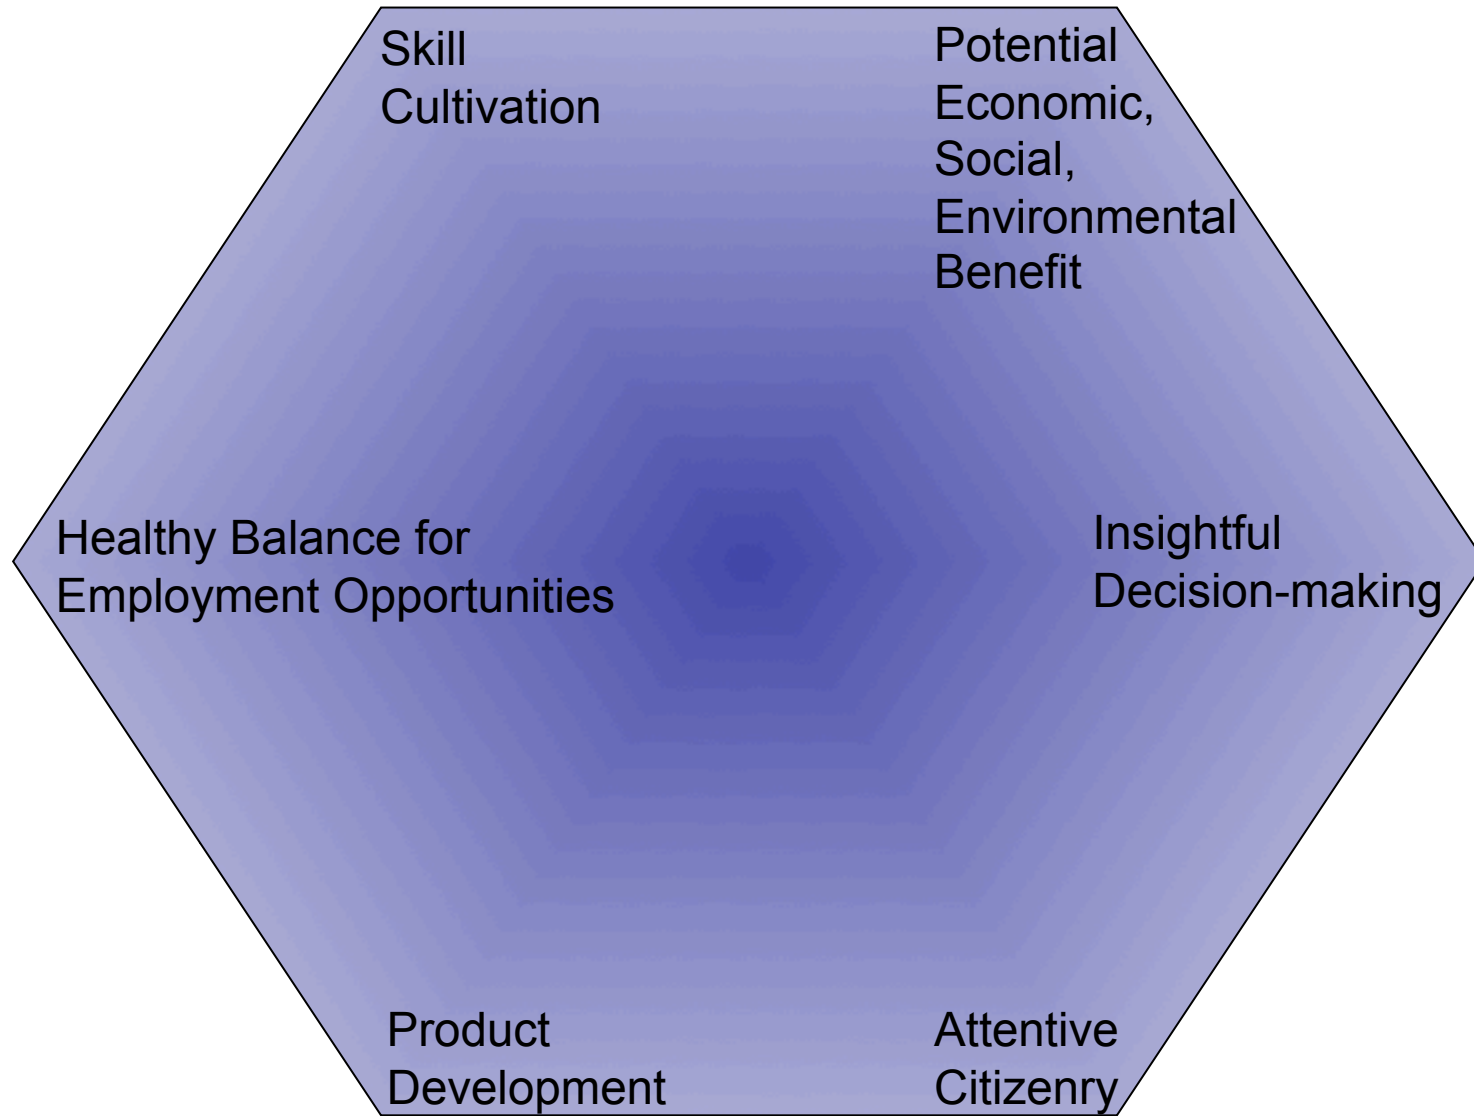 Skill
Cultivation
Potential
Economic,
Social,
Environmental
Benefit
Healthy Balance for
Employment Opportunities
Insightful
Decision-making
Product
Development
Attentive
Citizenry